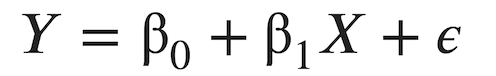 Y = β₀ + β₁X + ϵ